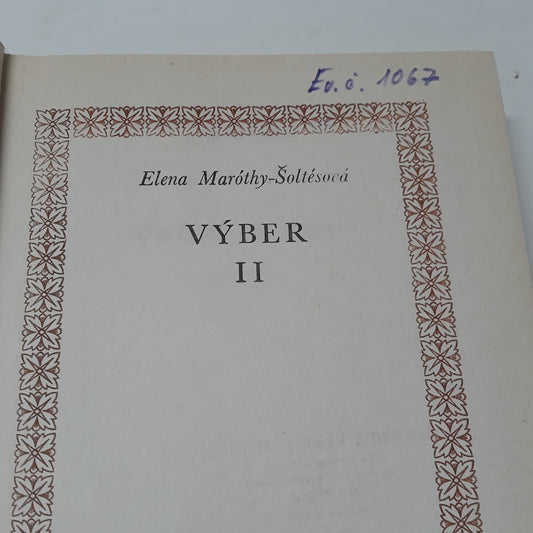 Ev. č. 1067
Elena Maróthy-Šoltésová
VÝBER
II